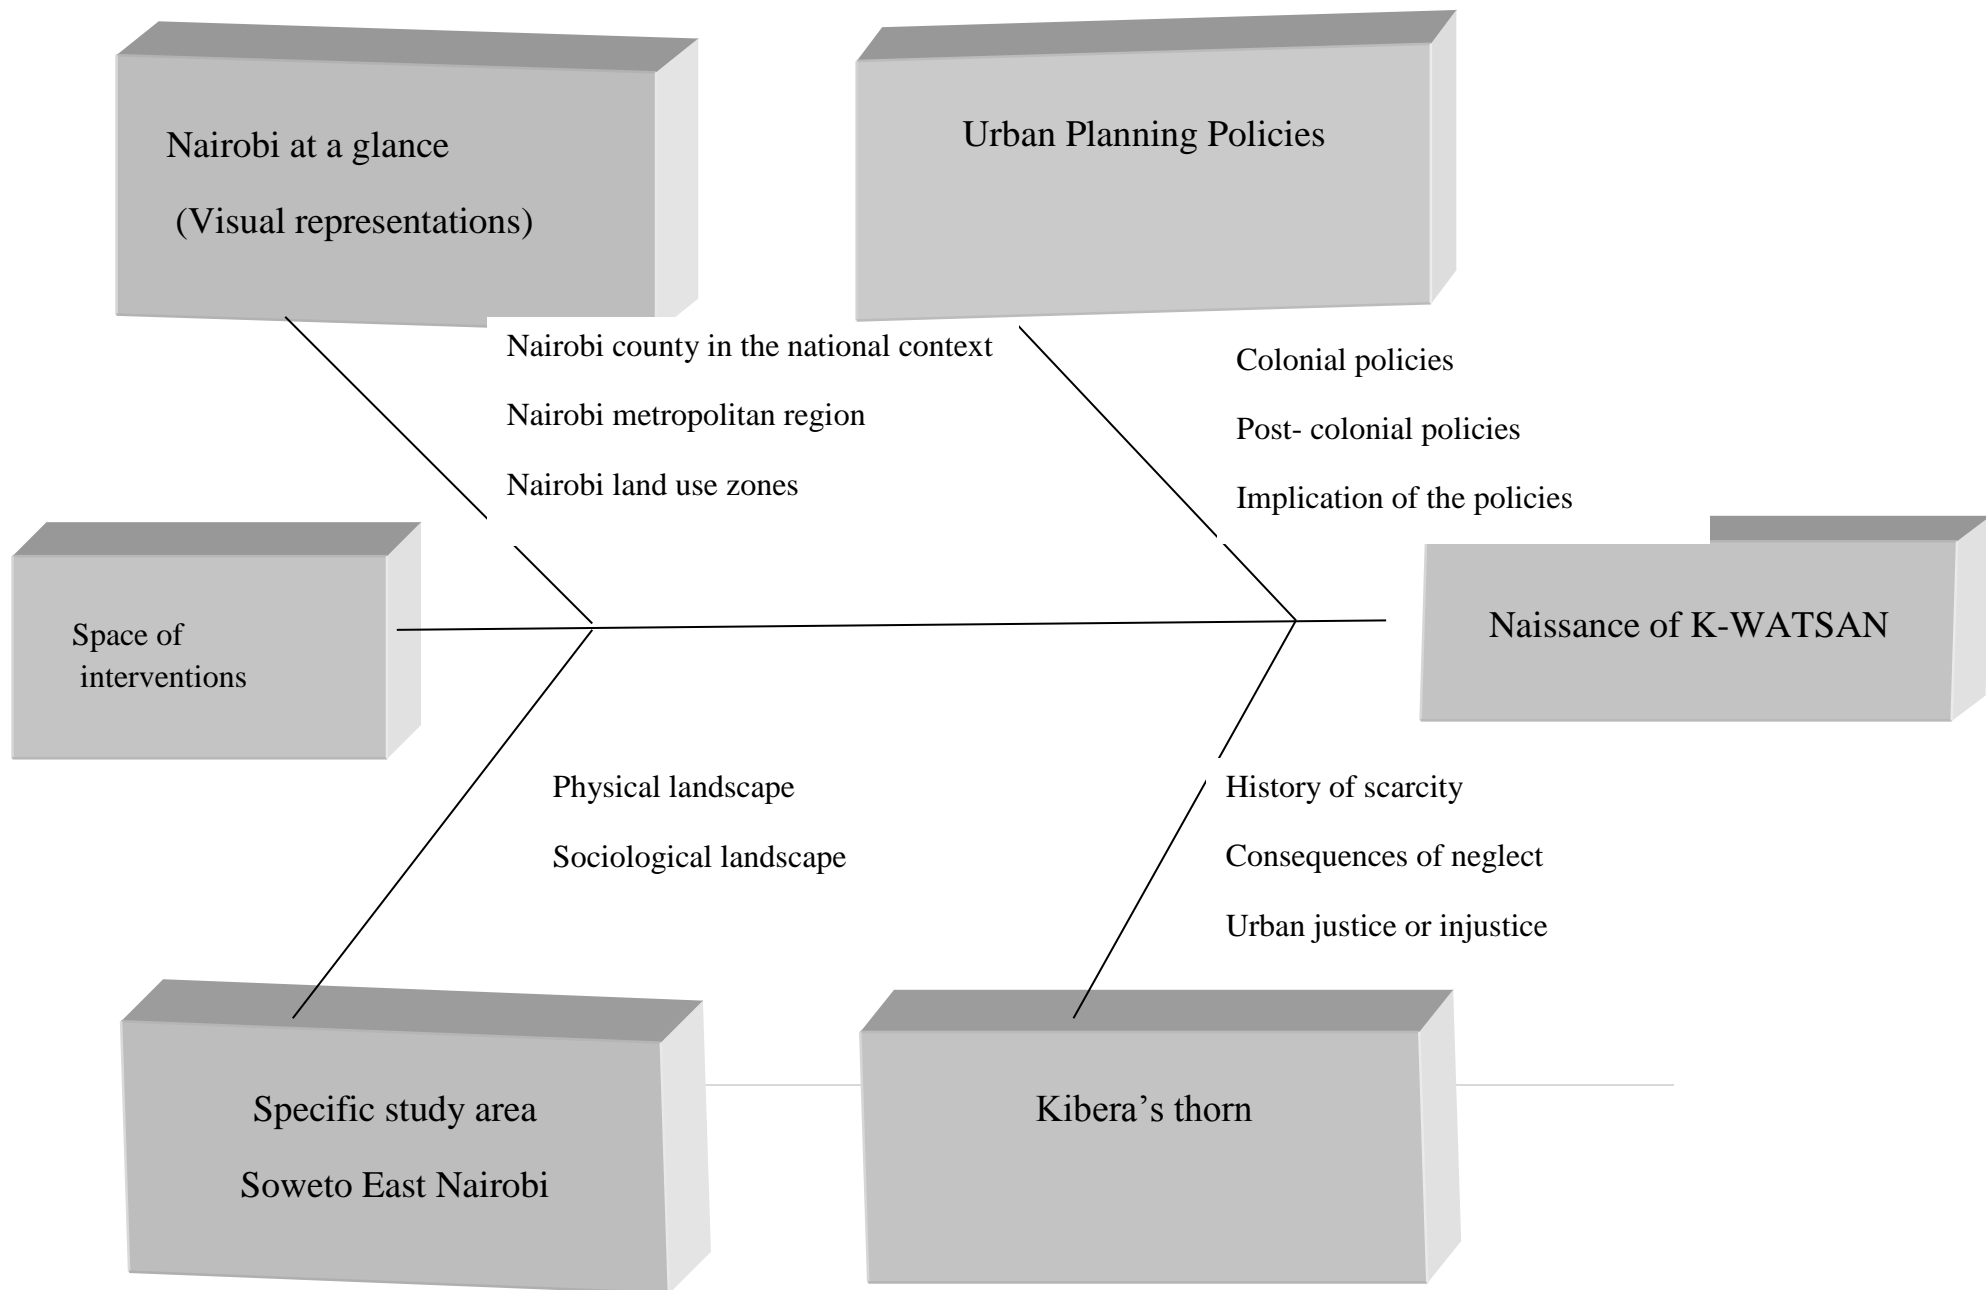 Nairobi at a glance
(Visual representations)
Urban Planning Policies
Nairobi county in the national context
Nairobi metropolitan region
Nairobi land use zones
Colonial policies
Post- colonial policies
Implication of the policies
Space of
interventions
Naissance of K-WATSAN
Physical landscape
Sociological landscape
History of scarcity
Consequences of neglect
Urban justice or injustice
Specific study area
Soweto East Nairobi
Kibera’s thorn